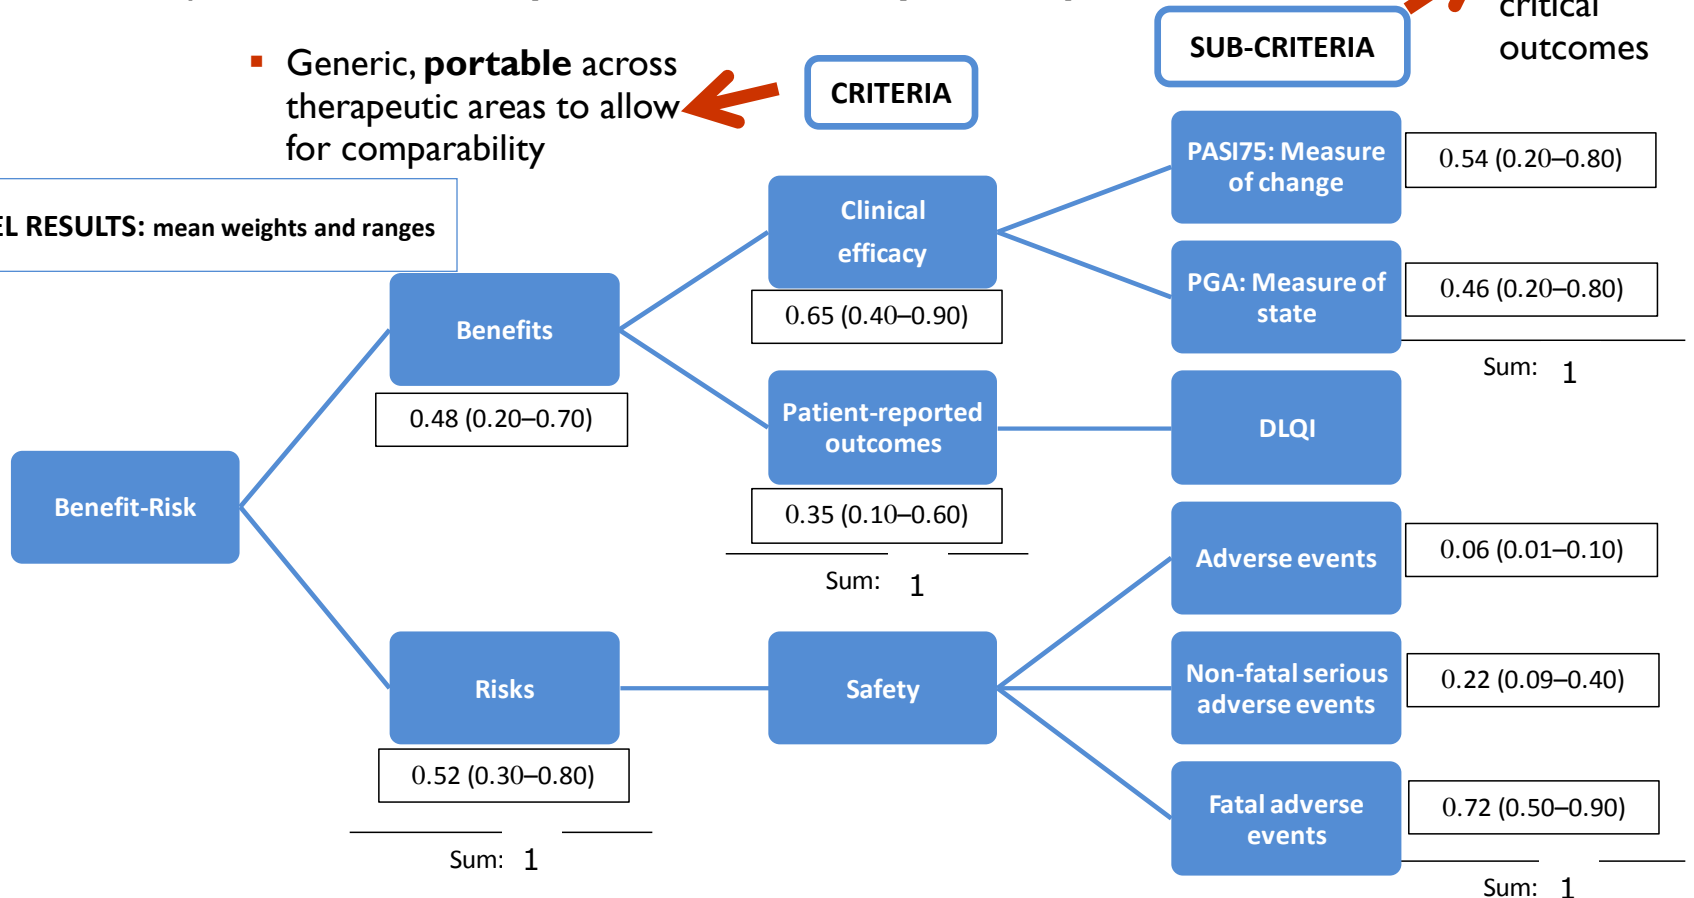 critical
outcomes
SUB-CRITERIA
▪ Generic, portable across
therapeutic areas to allow
for comparability
CRITERIA
EL RESULTS: mean weights and ranges
Benefit-Risk
Benefits
0.48 (0.20–0.70)
Risks
0.52 (0.30–0.80)
Sum: 1
Clinical
efficacy
0.65 (0.40–0.90)
Patient-reported
outcomes
0.35 (0.10–0.60)
Sum: 1
Safety
PASI75: Measure
of change
0.54 (0.20–0.80)
PGA: Measure of
state
0.46 (0.20–0.80)
Sum: 1
DLQI
Adverse events
0.06 (0.01–0.10)
Non-fatal serious
adverse events
0.22 (0.09–0.40)
Fatal adverse
events
0.72 (0.50–0.90)
Sum: 1